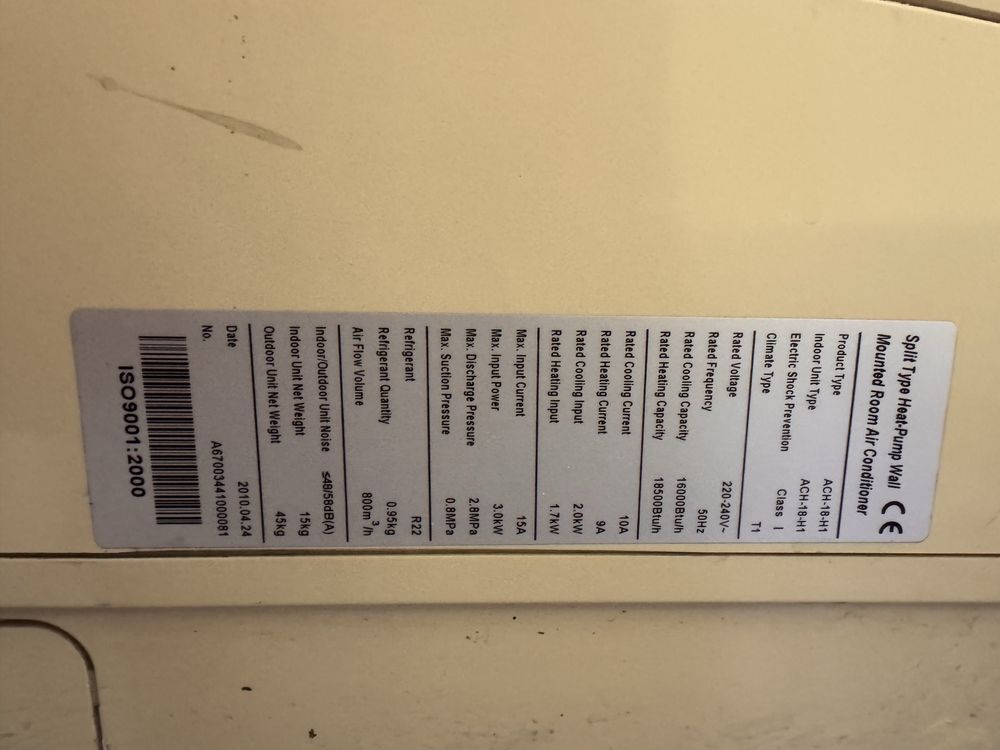 Split Type Heat-Pump Wall CE
Mounted Room Air Conditioner
Product Type ACH-18-H1
Indoor Unit Type ACH-18-H1
Electric Shock Prevention Class I
Climate Type T1
Rated Voltage 220-240V~
Rated Frequency 50Hz
Rated Cooling Capacity 16000Btu/h
Rated Heating Capacity 18500Btu/h
Rated Cooling Current 10A
Rated Heating Current 9A
Rated Cooling Input 2.0kW
Rated Heating Input 1.7kW
Max. Input Current 15A
Max. Input Power 3.0kW
Max. Discharge Pressure 2.8MPa
Max. Suction Pressure 0.8MPa
Refrigerant R22
Refrigerant Quantity 0.95kg
Air Flow Volume 800m³/h
Indoor/Outdoor Unit Noise ≤48/58dB(A)
Indoor Unit Net Weight 15kg
Outdoor Unit Net Weight 45kg
Date 2010.04.24
No. A67003441000081
ISO9001:2000